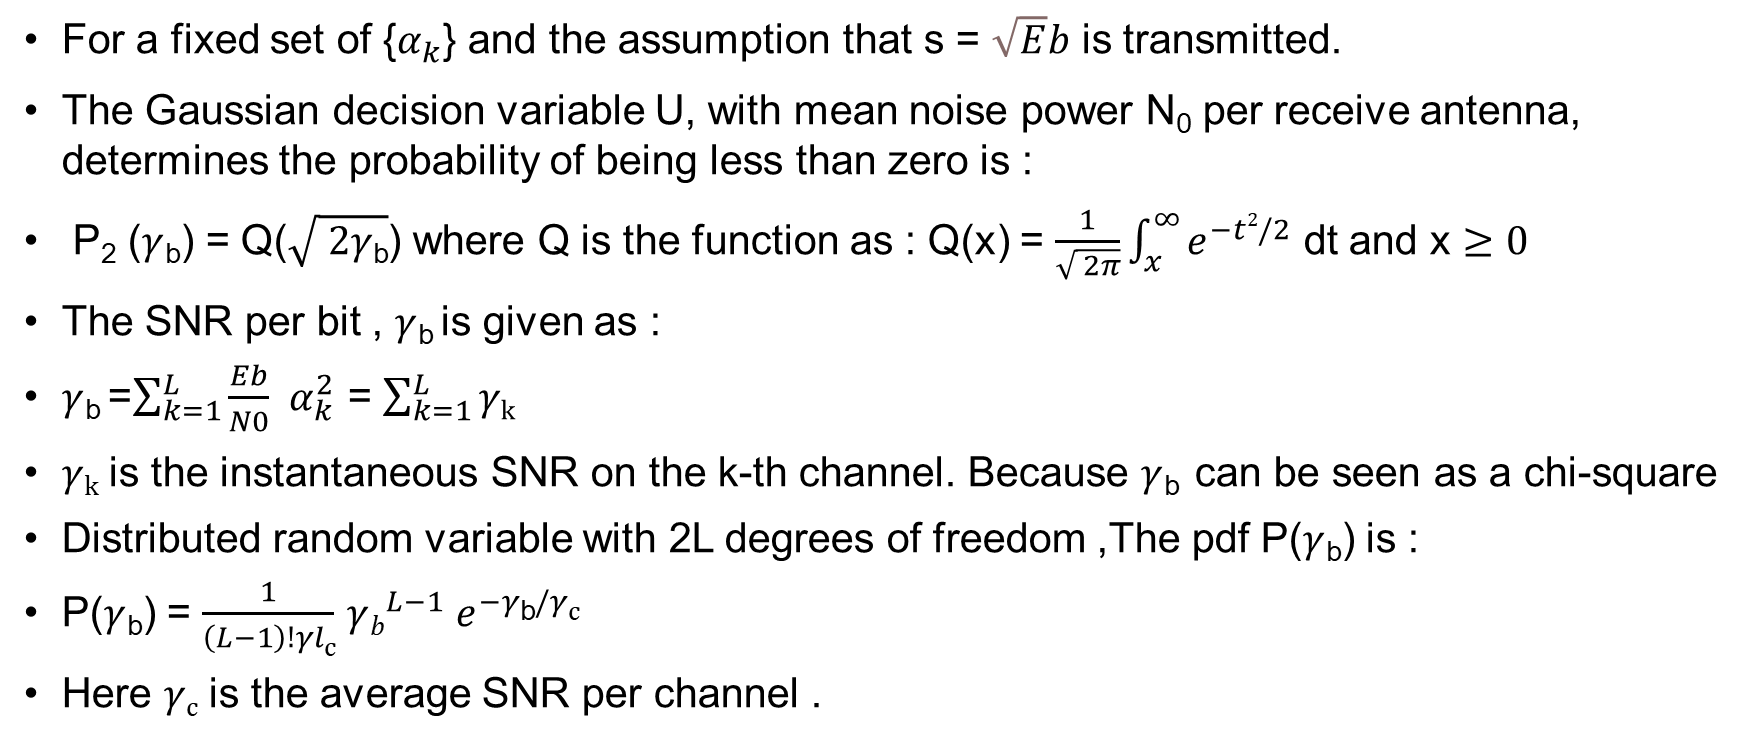 • For a fixed set of {αₖ} and the assumption that s = √E̅b is transmitted.
• The Gaussian decision variable U, with mean noise power N₀ per receive antenna,
determines the probability of being less than zero is :
• P₂ (γb) = Q(√2γb) where Q is the function as : Q(x) = 1/√2π ∫ₓ^∞ e^−t²/2 dt and x ≥ 0
• The SNR per bit , γb is given as :
• γb =∑ₖ₌₁^L Eb/N0 αₖ² = ∑ₖ₌₁^L γk
• γk is the instantaneous SNR on the k-th channel. Because γb can be seen as a chi-square
• Distributed random variable with 2L degrees of freedom ,The pdf P(γb) is :
• P(γb) = 1/(L−1)!γlc γb^L−1 e^−γb/γc
• Here γc is the average SNR per channel .